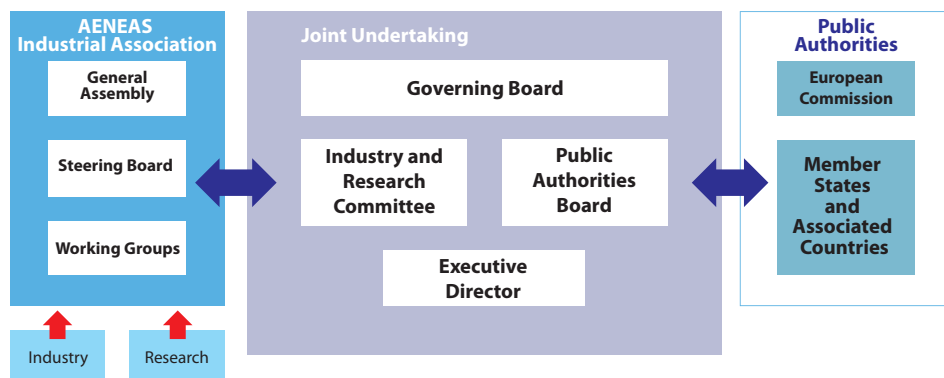 AENEAS
Industrial Association
General
Assembly
Steering Board
Working Groups
Industry
Research
Joint Undertaking
Governing Board
Industry and
Research
Committee
Public
Authorities
Board
Executive
Director
Public
Authorities
European
Commission
Member
States
and
Associated
Countries